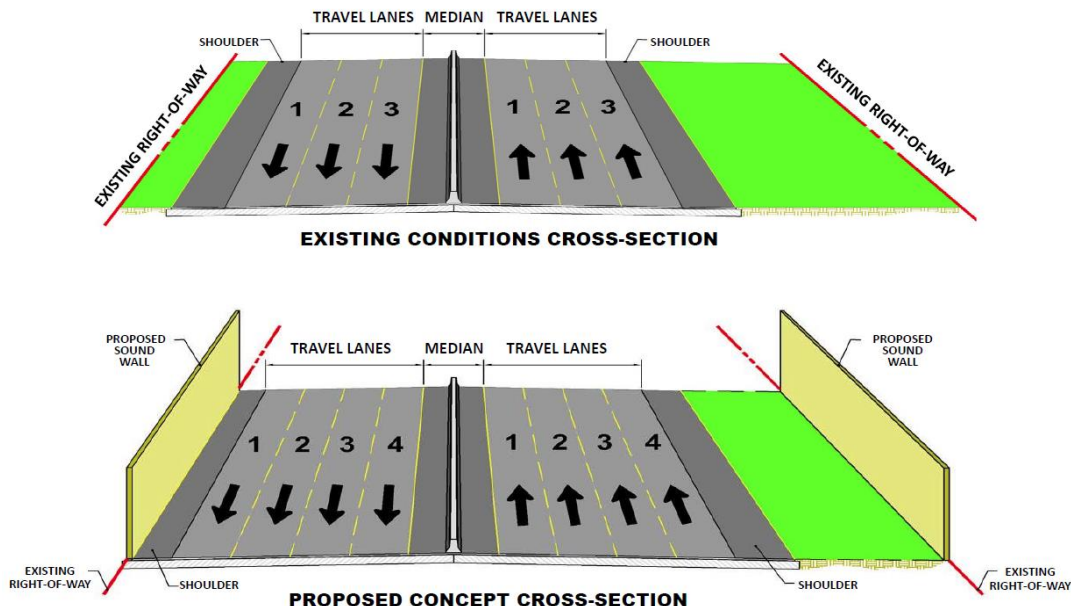 TRAVEL LANES MEDIAN TRAVEL LANES
SHOULDER SHOULDER
EXISTING RIGHT-OF-WAY EXISTING RIGHT-OF-WAY
1 2 3 1 2 3
EXISTING CONDITIONS CROSS-SECTION
PROPOSED
SOUND
WALL
PROPOSED
SOUND
WALL
TRAVEL LANES MEDIAN TRAVEL LANES
1 2 3 4 1 2 3 4
EXISTING
RIGHT-OF-WAY
SHOULDER SHOULDER
EXISTING
RIGHT-OF-WAY
PROPOSED CONCEPT CROSS-SECTION